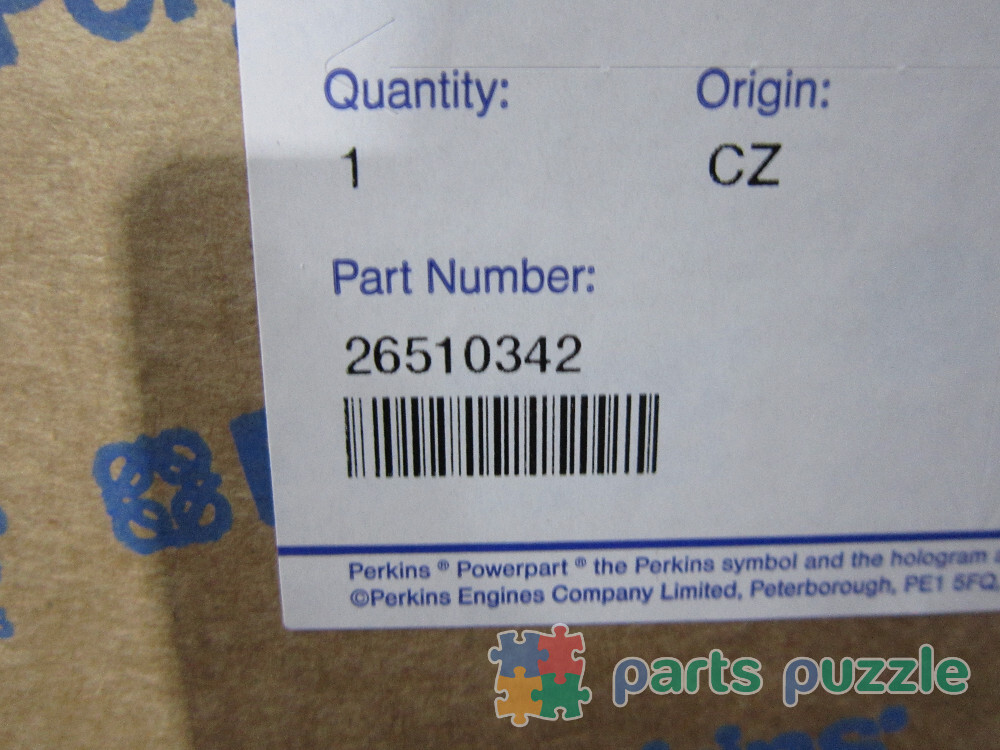 Quantity:
Origin:
1
CZ
Part Number:
26510342
Perkins ® Powerpart ® the Perkins symbol and the hologram
©Perkins Engines Company Limited, Peterborough, PE1 5FQ,
parts puzzle